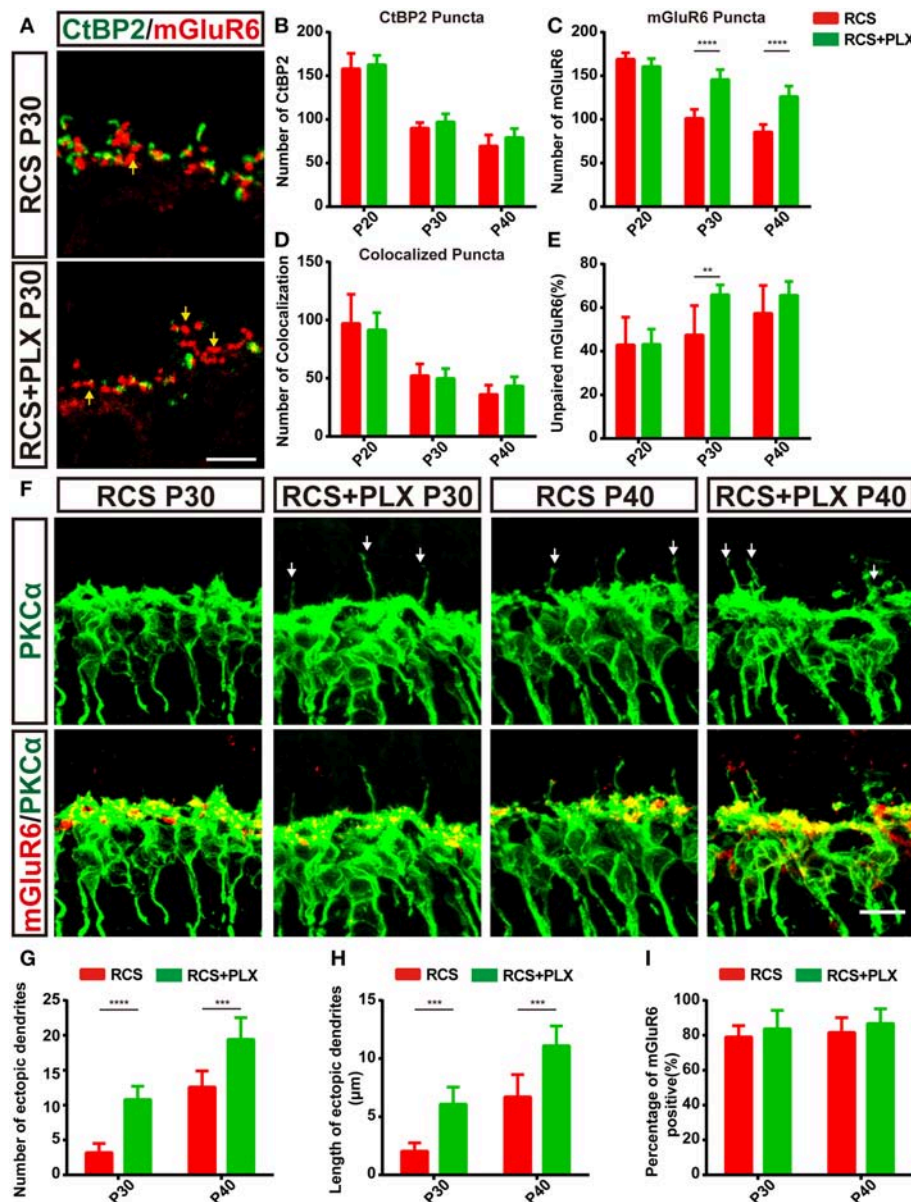 A
CtBP2/mGluR6
RCS P30
RCS+PLX P30
B
CtBP2 Puncta
Number of CtBP2
200
150
100
50
0
P20 P30 P40
C
mGluR6 Puncta
RCS
RCS+PLX
Number of mGluR6
200
150
100
50
0
**** ****
P20 P30 P40
D
Colocalized Puncta
Number of Colocalization
150
100
50
0
P20 P30 P40
E
Unpaired mGluR6(%)
80
60
40
20
0
**
P20 P30 P40
F
RCS P30 RCS+PLX P30 RCS P40 RCS+PLX P40
PKCα
mGluR6/PKCα
G
RCS RCS+PLX
Number of ectopic dendrites
25
20
15
10
5
0
**** ***
P30 P40
H
RCS RCS+PLX
Length of ectopic dendrites
(μm)
15
10
5
0
*** ***
P30 P40
I
RCS RCS+PLX
Percentage of mGluR6
positive(%)
100
80
60
40
20
0
P30 P40